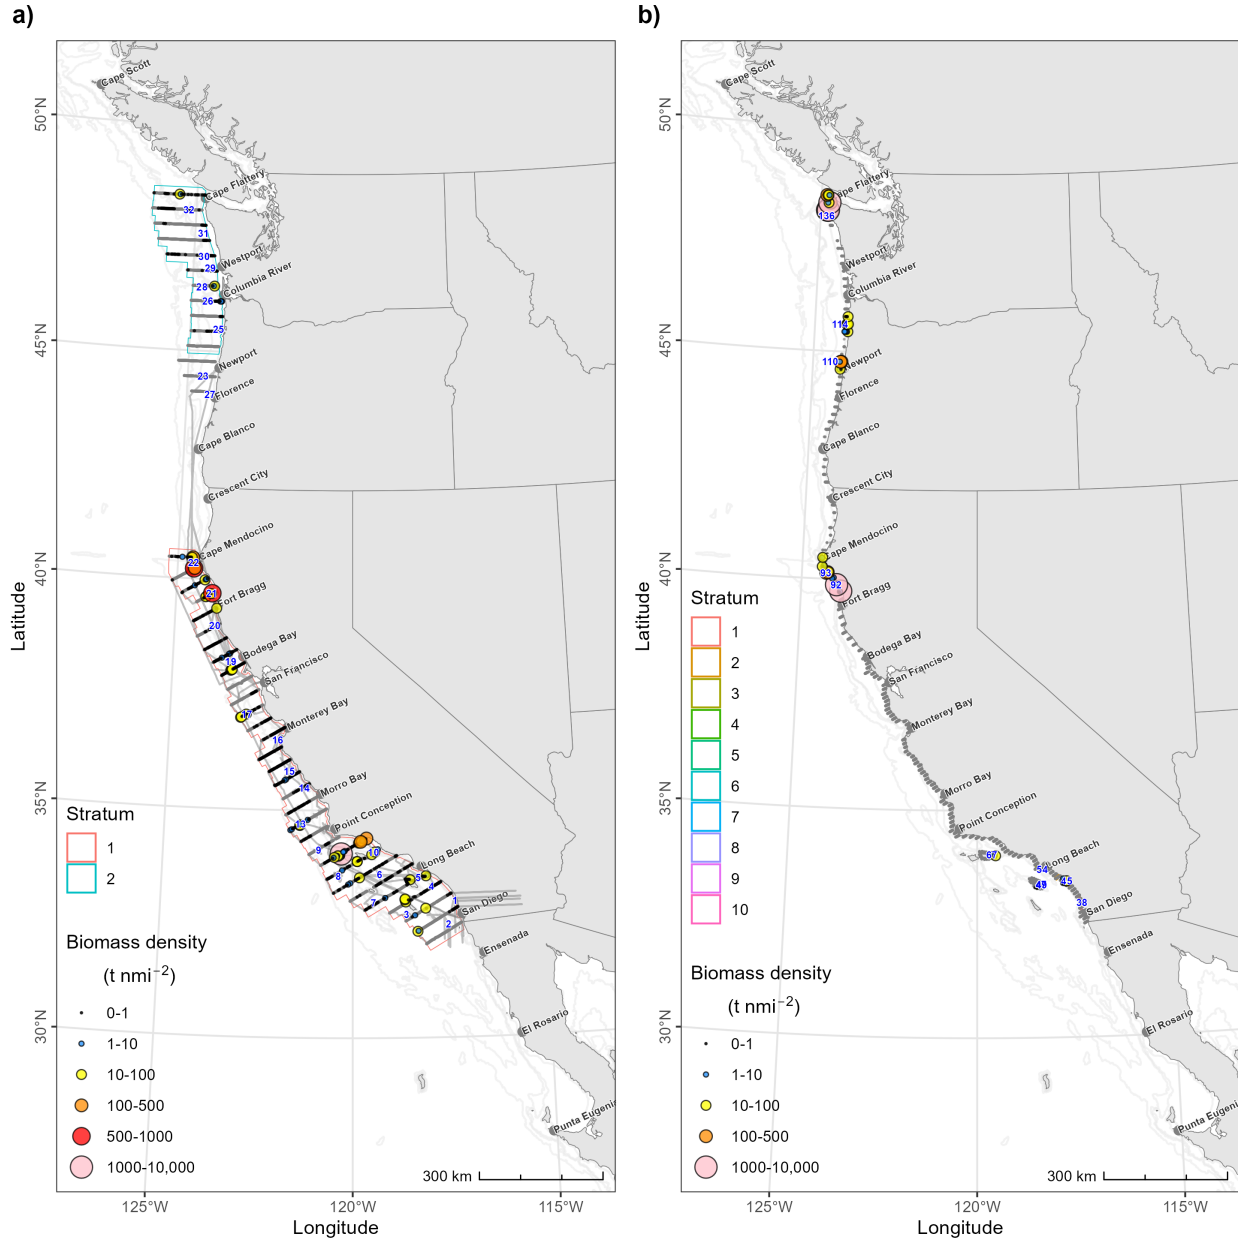 a)
Cape Scott
Cape Flattery
32
31
30
Westport
29
28
Columbia River
26
25
Newport
23
27
Florence
Cape Blanco
Crescent City
Cape Mendocino
22
21
Fort Bragg
20
Bodega Bay
19
San Francisco
17
Monterey Bay
16
15
14
Morro Bay
13
Point Conception
9
10
Long Beach
8
6
5
4
7
1
3
San Diego
2
Ensenada
El Rosario
Punta Eugenia
50°N
45°N
40°N
35°N
30°N
Latitude
Stratum
1
2
Biomass density
(t nmi−2)
0-1
1-10
10-100
100-500
500-1000
1000-10,000
300 km
125°W
120°W
115°W
Longitude
b)
Cape Scott
Cape Flattery
136
Westport
Columbia River
114
110
Newport
Florence
Cape Blanco
Crescent City
Cape Mendocino
93
92
Fort Bragg
Bodega Bay
San Francisco
Monterey Bay
Morro Bay
Point Conception
67
Long Beach
54
45
38
San Diego
Ensenada
El Rosario
Punta Eugenia
50°N
45°N
40°N
35°N
30°N
Latitude
Stratum
1
2
3
4
5
6
7
8
9
10
Biomass density
(t nmi−2)
0-1
1-10
10-100
100-500
1000-10,000
300 km
125°W
120°W
115°W
Longitude